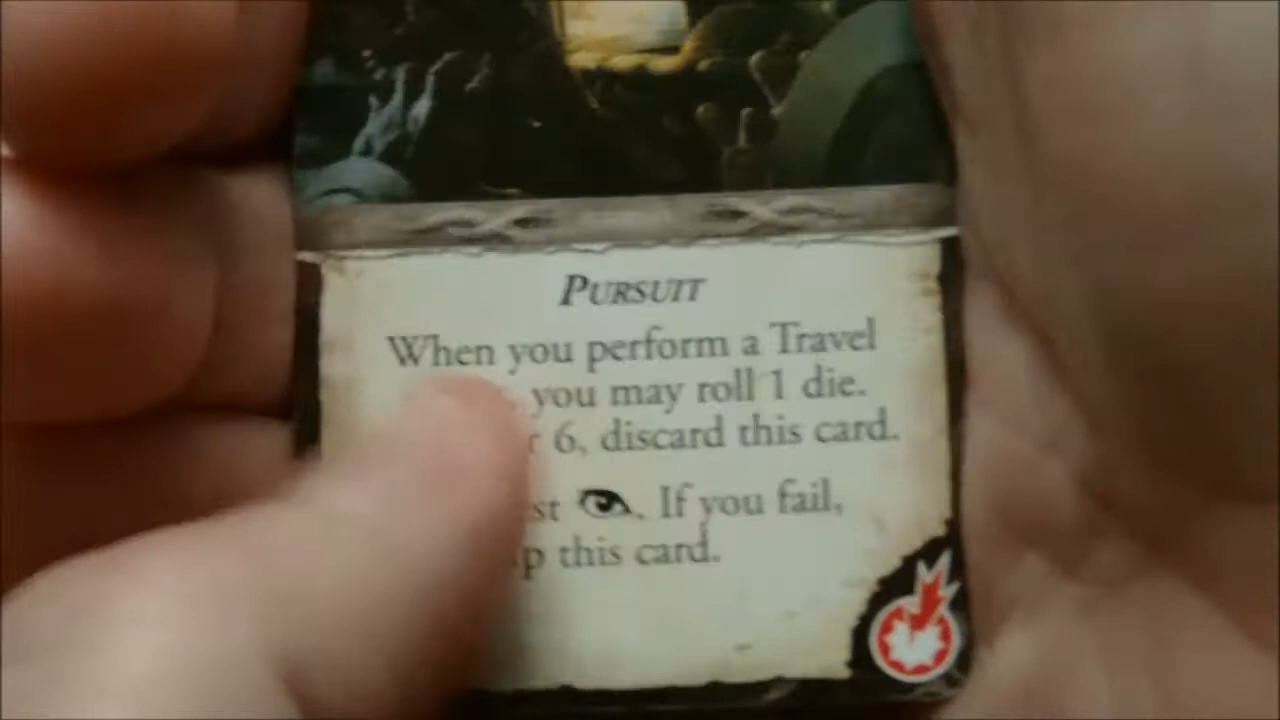 PURSUIT
When you perform a Travel
you may roll 1 die.
6, discard this card.
. If you fail,
this card.